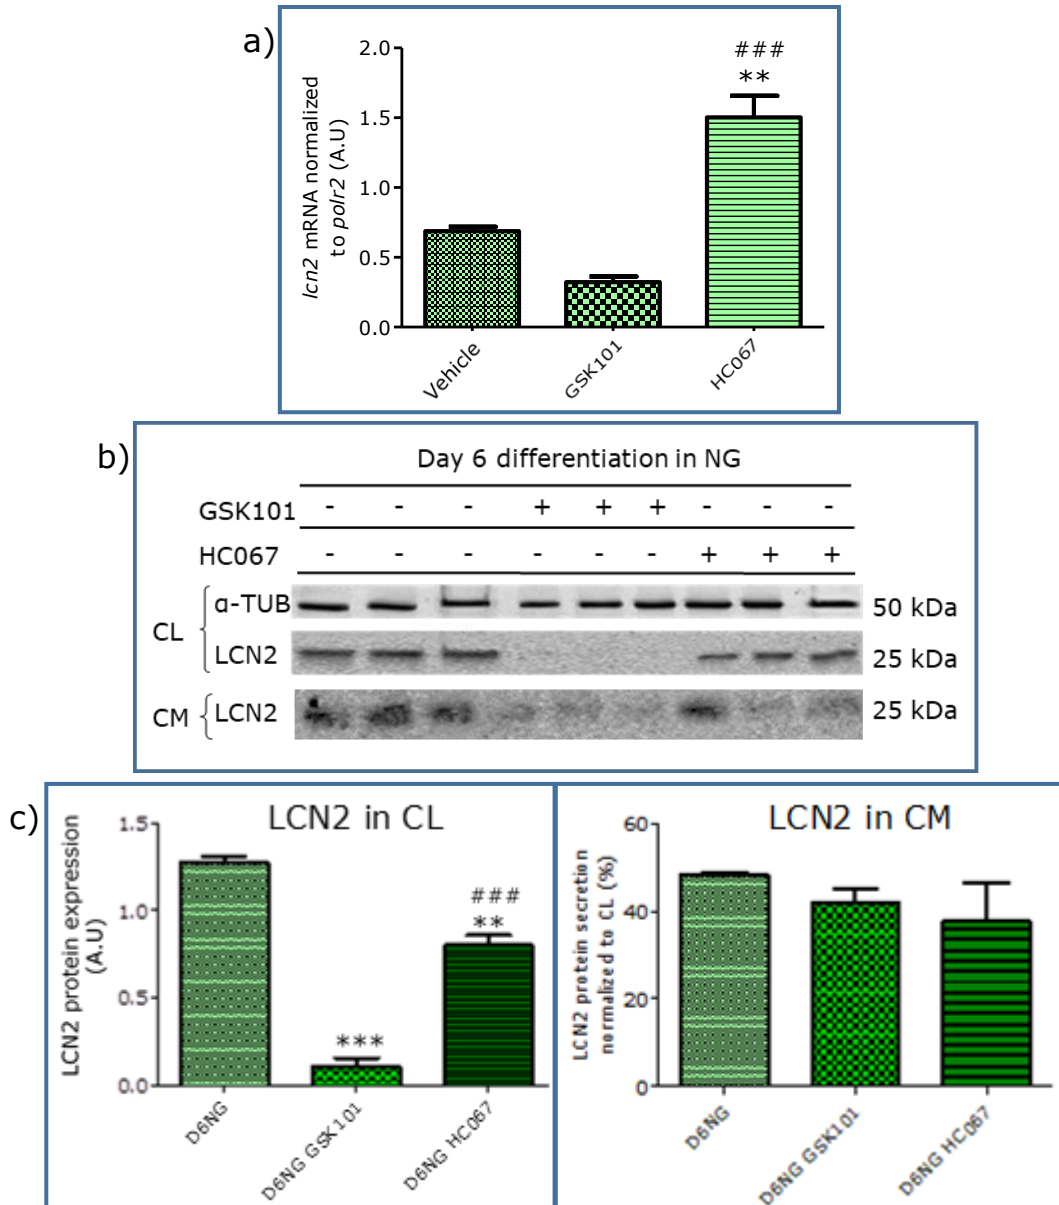 a)
2.0
1.5
1.0
0.5
0.0
lcn2 mRNA normalized
to polr2 (A.U)
###
**
Vehicle
GSK101
HC067
b)
Day 6 differentiation in NG
GSK101 - - - + + + - - -
HC067 - - - - - - + + +
CL
α-TUB 50 kDa
LCN2 25 kDa
CM LCN2 25 kDa
c)
LCN2 in CL
LCN2 protein expression
(A.U)
1.5
1.0
0.5
0.0
***
###
**
D6NG
D6NG GSK101
D6NG HC067
LCN2 in CM
LCN2 protein secretion
normalized to CL (%)
60
40
20
0
D6NG
D6NG GSK101
D6NG HC067